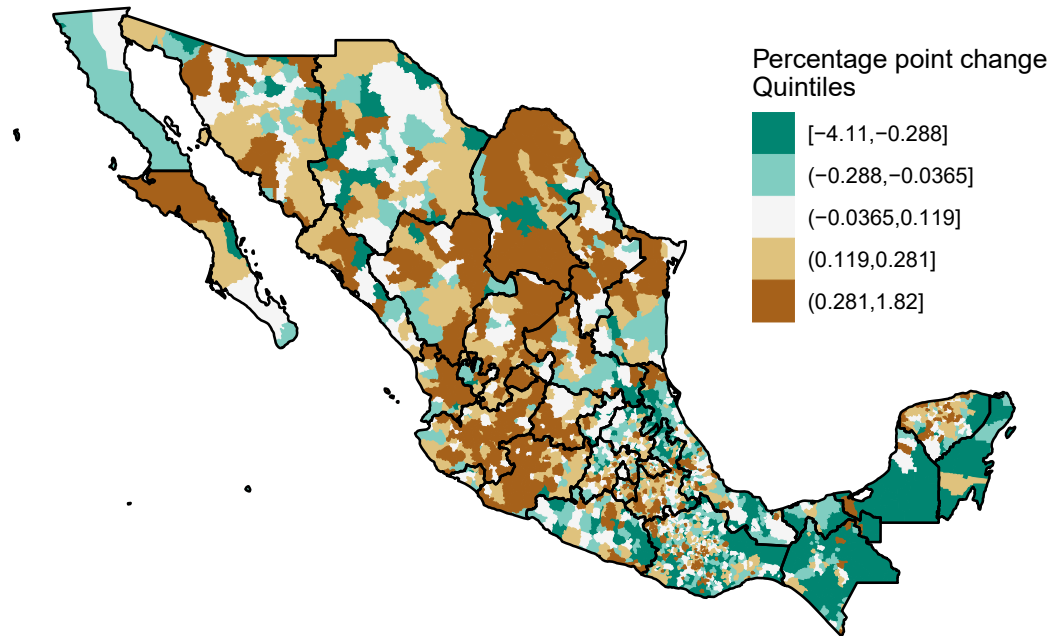 Percentage point change
Quintiles
[−4.11,−0.288]
(−0.288,−0.0365]
(−0.0365,0.119]
(0.119,0.281]
(0.281,1.82]